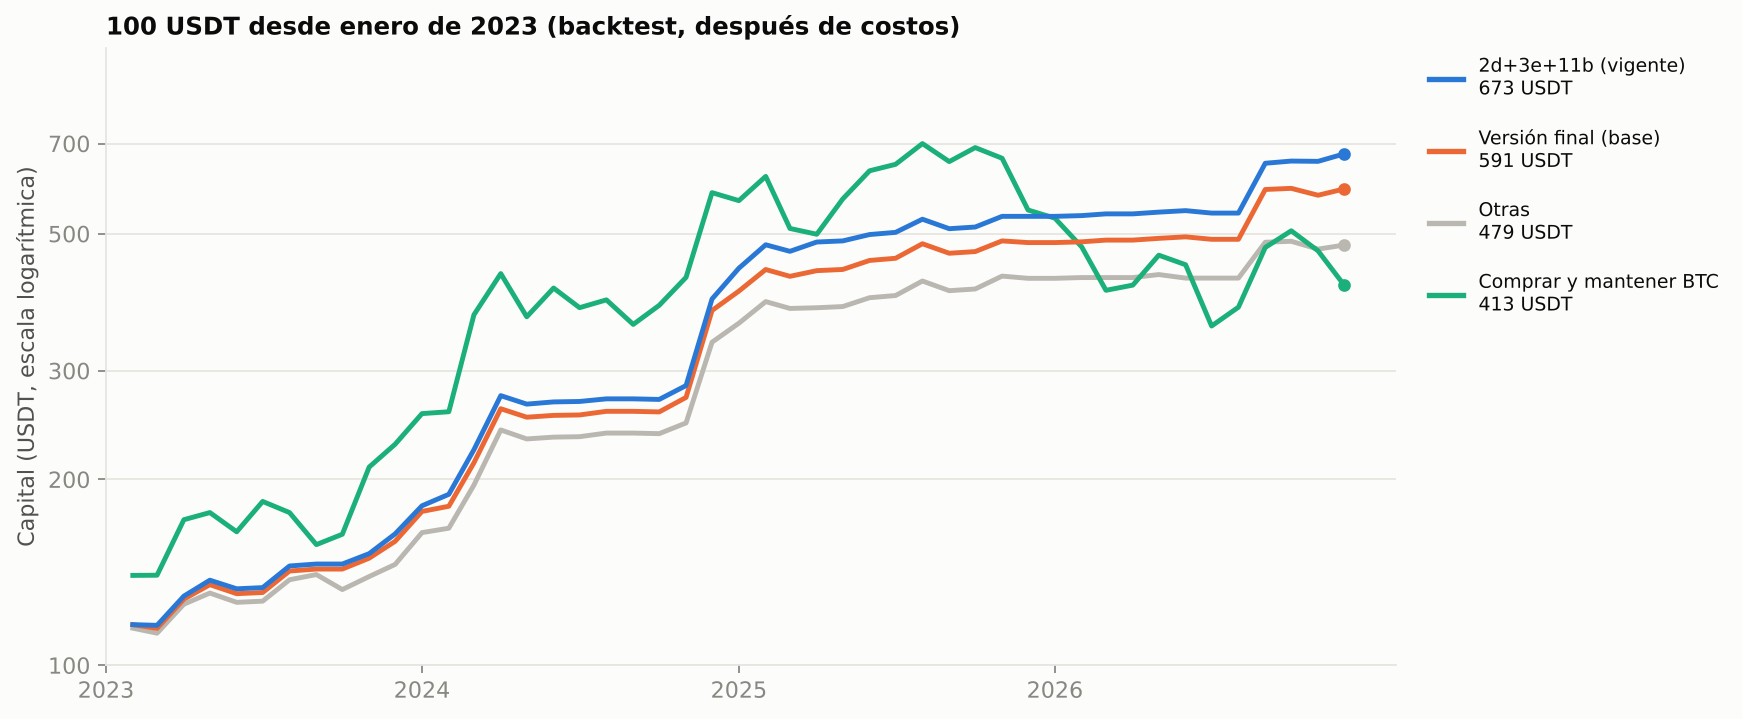 100 USDT desde enero de 2023 (backtest, después de costos)
Capital (USDT, escala logarítmica)
700
500
300
200
100
2023
2024
2025
2026
2d+3e+11b (vigente)
673 USDT
Versión final (base)
591 USDT
Otras
479 USDT
Comprar y mantener BTC
413 USDT